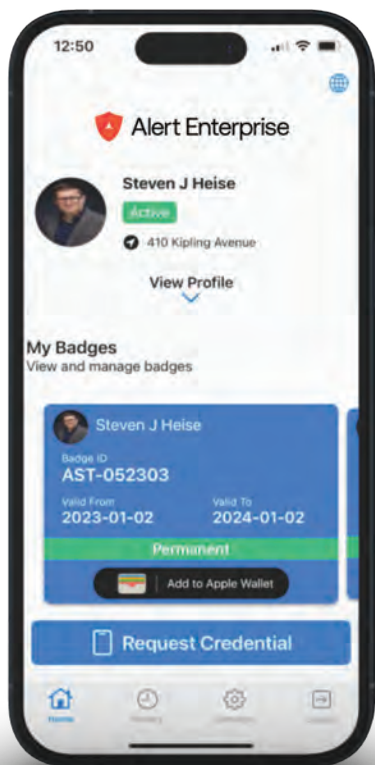 12:50
Alert Enterprise
Steven J Heise
Active
410 Kipling Avenue
View Profile
My Badges
View and manage badges
Steven J Heise
Badge ID
AST-052303
Valid From
Valid To
2023-01-02
2024-01-02
Permanent
Add to Apple Wallet
Request Credential
Home